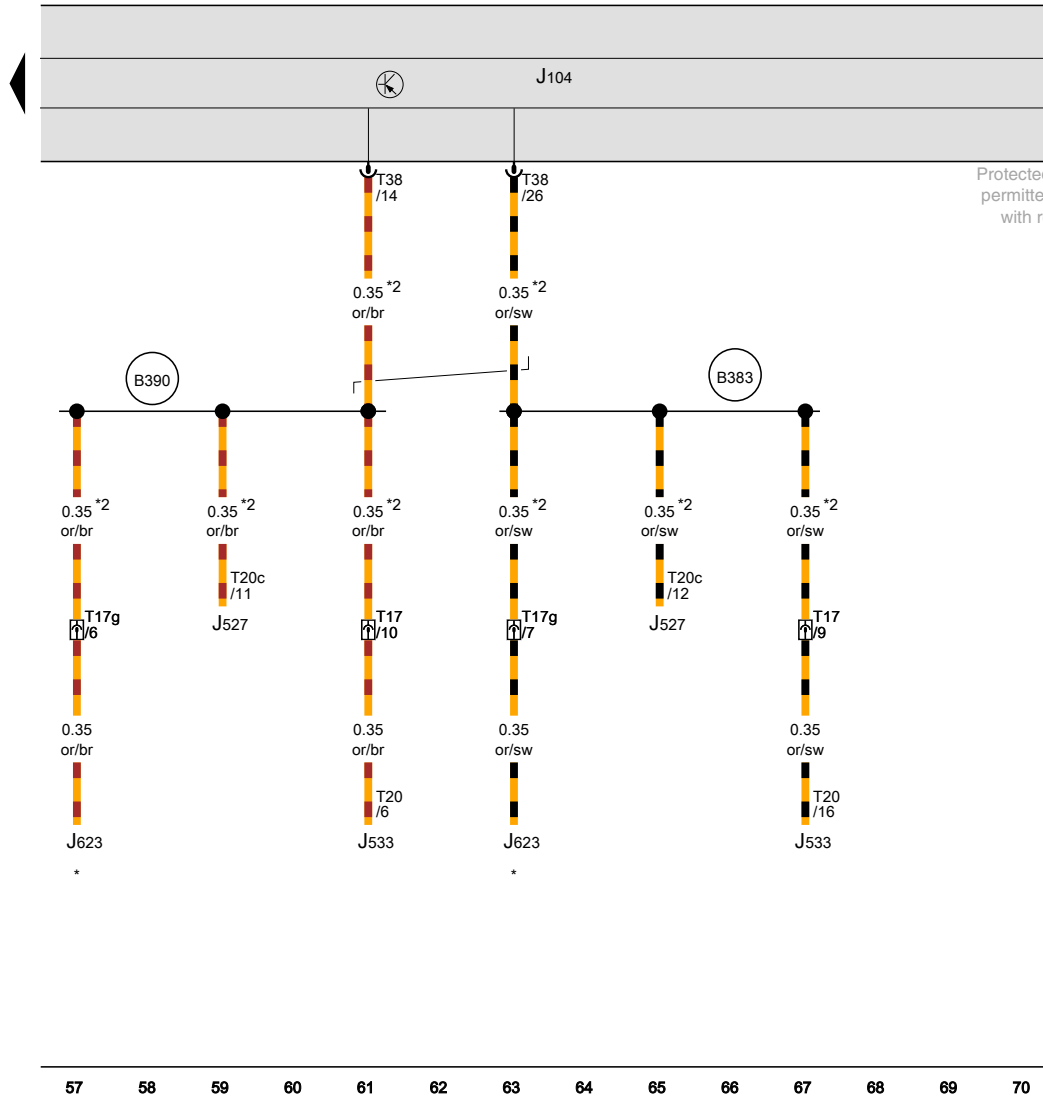 J104
T38
/14
T38
/26
Protected
permitte
with r
0.35 *2
or/br
0.35 *2
or/sw
B390
B383
0.35 *2
or/br
0.35 *2
or/br
0.35 *2
or/br
0.35 *2
or/sw
0.35 *2
or/sw
0.35 *2
or/sw
T20c
/11
T20c
/12
T17g
/6
J527
T17
/10
T17g
/7
J527
T17
/9
0.35
or/br
0.35
or/br
0.35
or/sw
0.35
or/sw
T20
/6
T20
/16
J623
J533
J623
J533
*
*
57 58 59 60 61 62 63 64 65 66 67 68 69 70